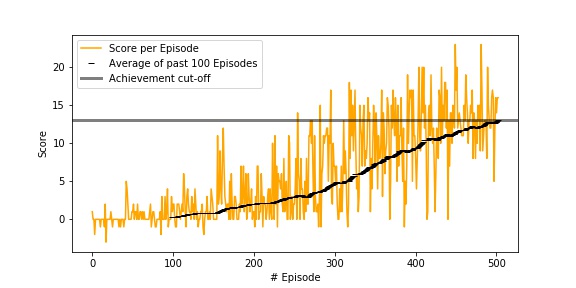 Score per Episode
Average of past 100 Episodes
Achievement cut-off
20
15
10
5
0
Score
0
100
200
300
400
500
# Episode